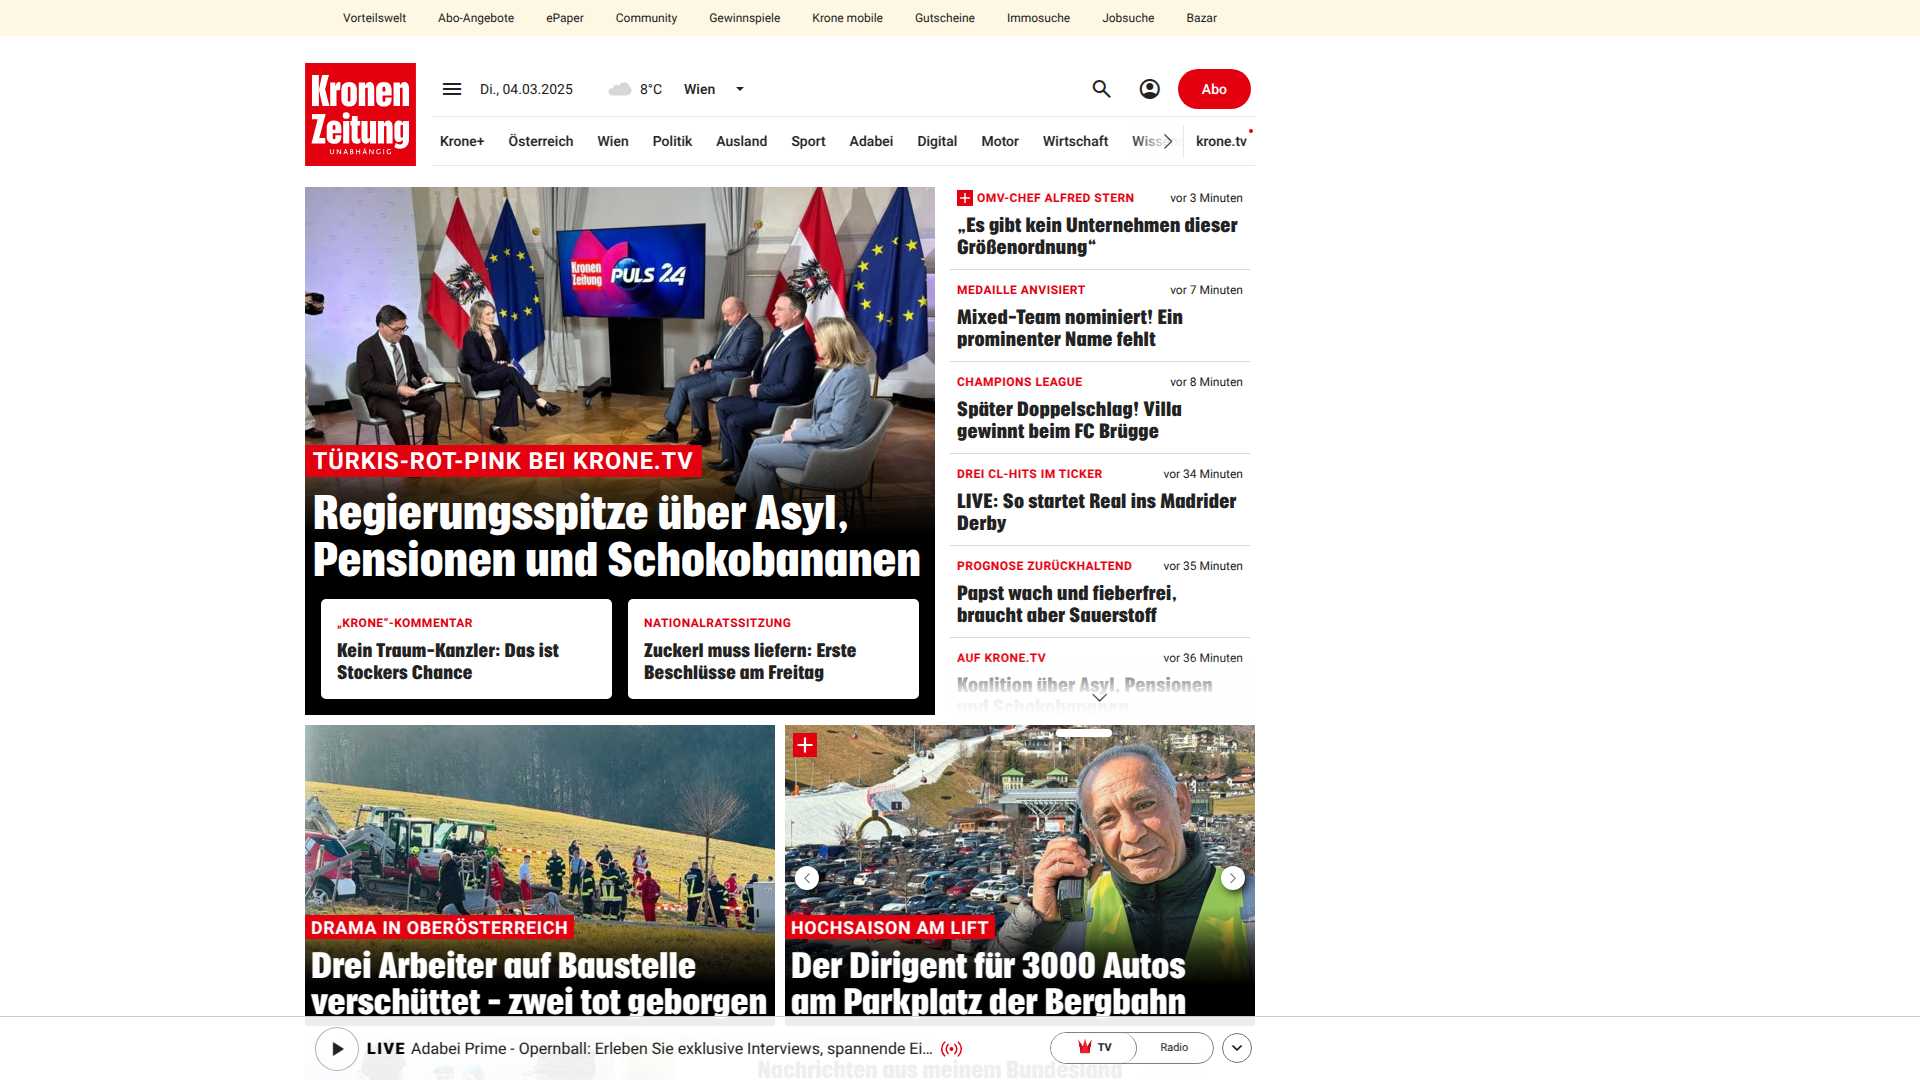 Vorteilswelt Abo-Angebote ePaper Community Gewinnspiele Krone mobile Gutscheine Immosuche Jobsuche Bazar
Kronen
Zeitung
UNABHÄNGIG
Di., 04.03.2025 8°C Wien Abo
Krone+ Österreich Wien Politik Ausland Sport Adabei Digital Motor Wirtschaft krone.tv
Kronen
Zeitung
PULS 24
TÜRKIS-ROT-PINK BEI KRONE.TV
Regierungsspitze über Asyl,
Pensionen und Schokobananen
„KRONE“-KOMMENTAR
Kein Traum-Kanzler: Das ist
Stockers Chance
NATIONALRATSSITZUNG
Zuckerl muss liefern: Erste
Beschlüsse am Freitag
OMV-CHEF ALFRED STERN vor 3 Minuten
„Es gibt kein Unternehmen dieser
Größenordnung“
MEDAILLE ANVISIERT vor 7 Minuten
Mixed-Team nominiert! Ein
prominenter Name fehlt
CHAMPIONS LEAGUE vor 8 Minuten
Später Doppelschlag! Villa
gewinnt beim FC Brügge
DREI CL-HITS IM TICKER vor 34 Minuten
LIVE: So startet Real ins Madrider
Derby
PROGNOSE ZURÜCKHALTEND vor 35 Minuten
Papst wach und fieberfrei,
braucht aber Sauerstoff
AUF KRONE.TV vor 36 Minuten
Koalition über Asyl, Pensionen
und Schokobananen
DRAMA IN OBERÖSTERREICH
Drei Arbeiter auf Baustelle
verschüttet – zwei tot geborgen
HOCHSAISON AM LIFT
Der Dirigent für 3000 Autos
am Parkplatz der Bergbahn
LIVE Adabei Prime - Opernball: Erleben Sie exklusive Interviews, spannende Ei... TV Radio
Nachrichten aus meinem Bundesland